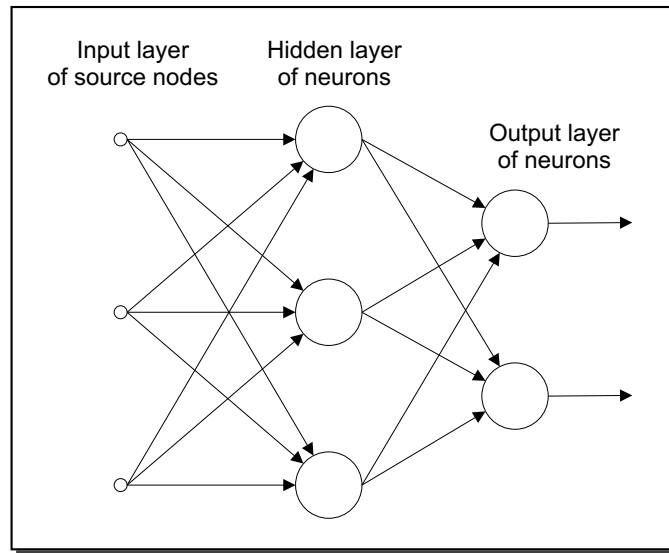 Input layer
of source nodes
Hidden layer
of neurons
Output layer
of neurons